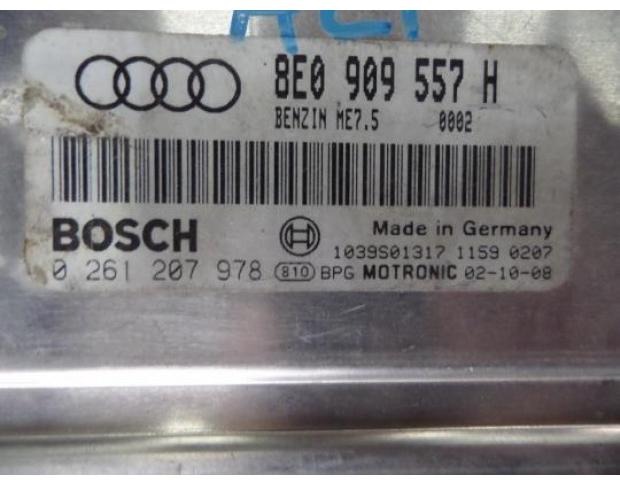 8E0 909 557 H
BENZIN ME7.5 0002
BOSCH
Made in Germany
1039S01317 1159 0207
0 261 207 978 810 BPG MOTRONIC 02-10-08